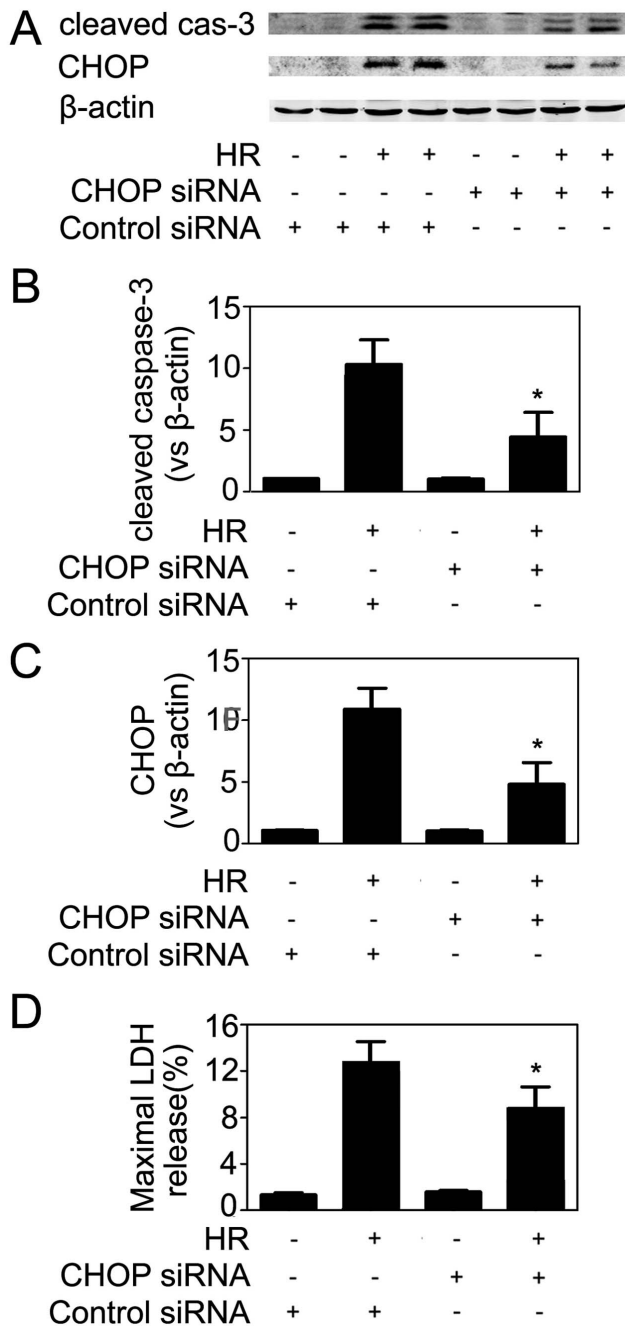 A
cleaved cas-3
CHOP
β-actin
HR - - + + - - + +
CHOP siRNA - - - - + + + +
Control siRNA + + + + - - - -
B
cleaved caspase-3
(vs β-actin)
15
10
5
0
*
HR - + - +
CHOP siRNA - - + +
Control siRNA + + - -
C
CHOP
(vs β-actin)
15
10
5
0
*
HR - + - +
CHOP siRNA - - + +
Control siRNA + + - -
D
Maximal LDH
release(%)
16
12
8
4
0
*
HR - + - +
CHOP siRNA - - + +
Control siRNA + + - -